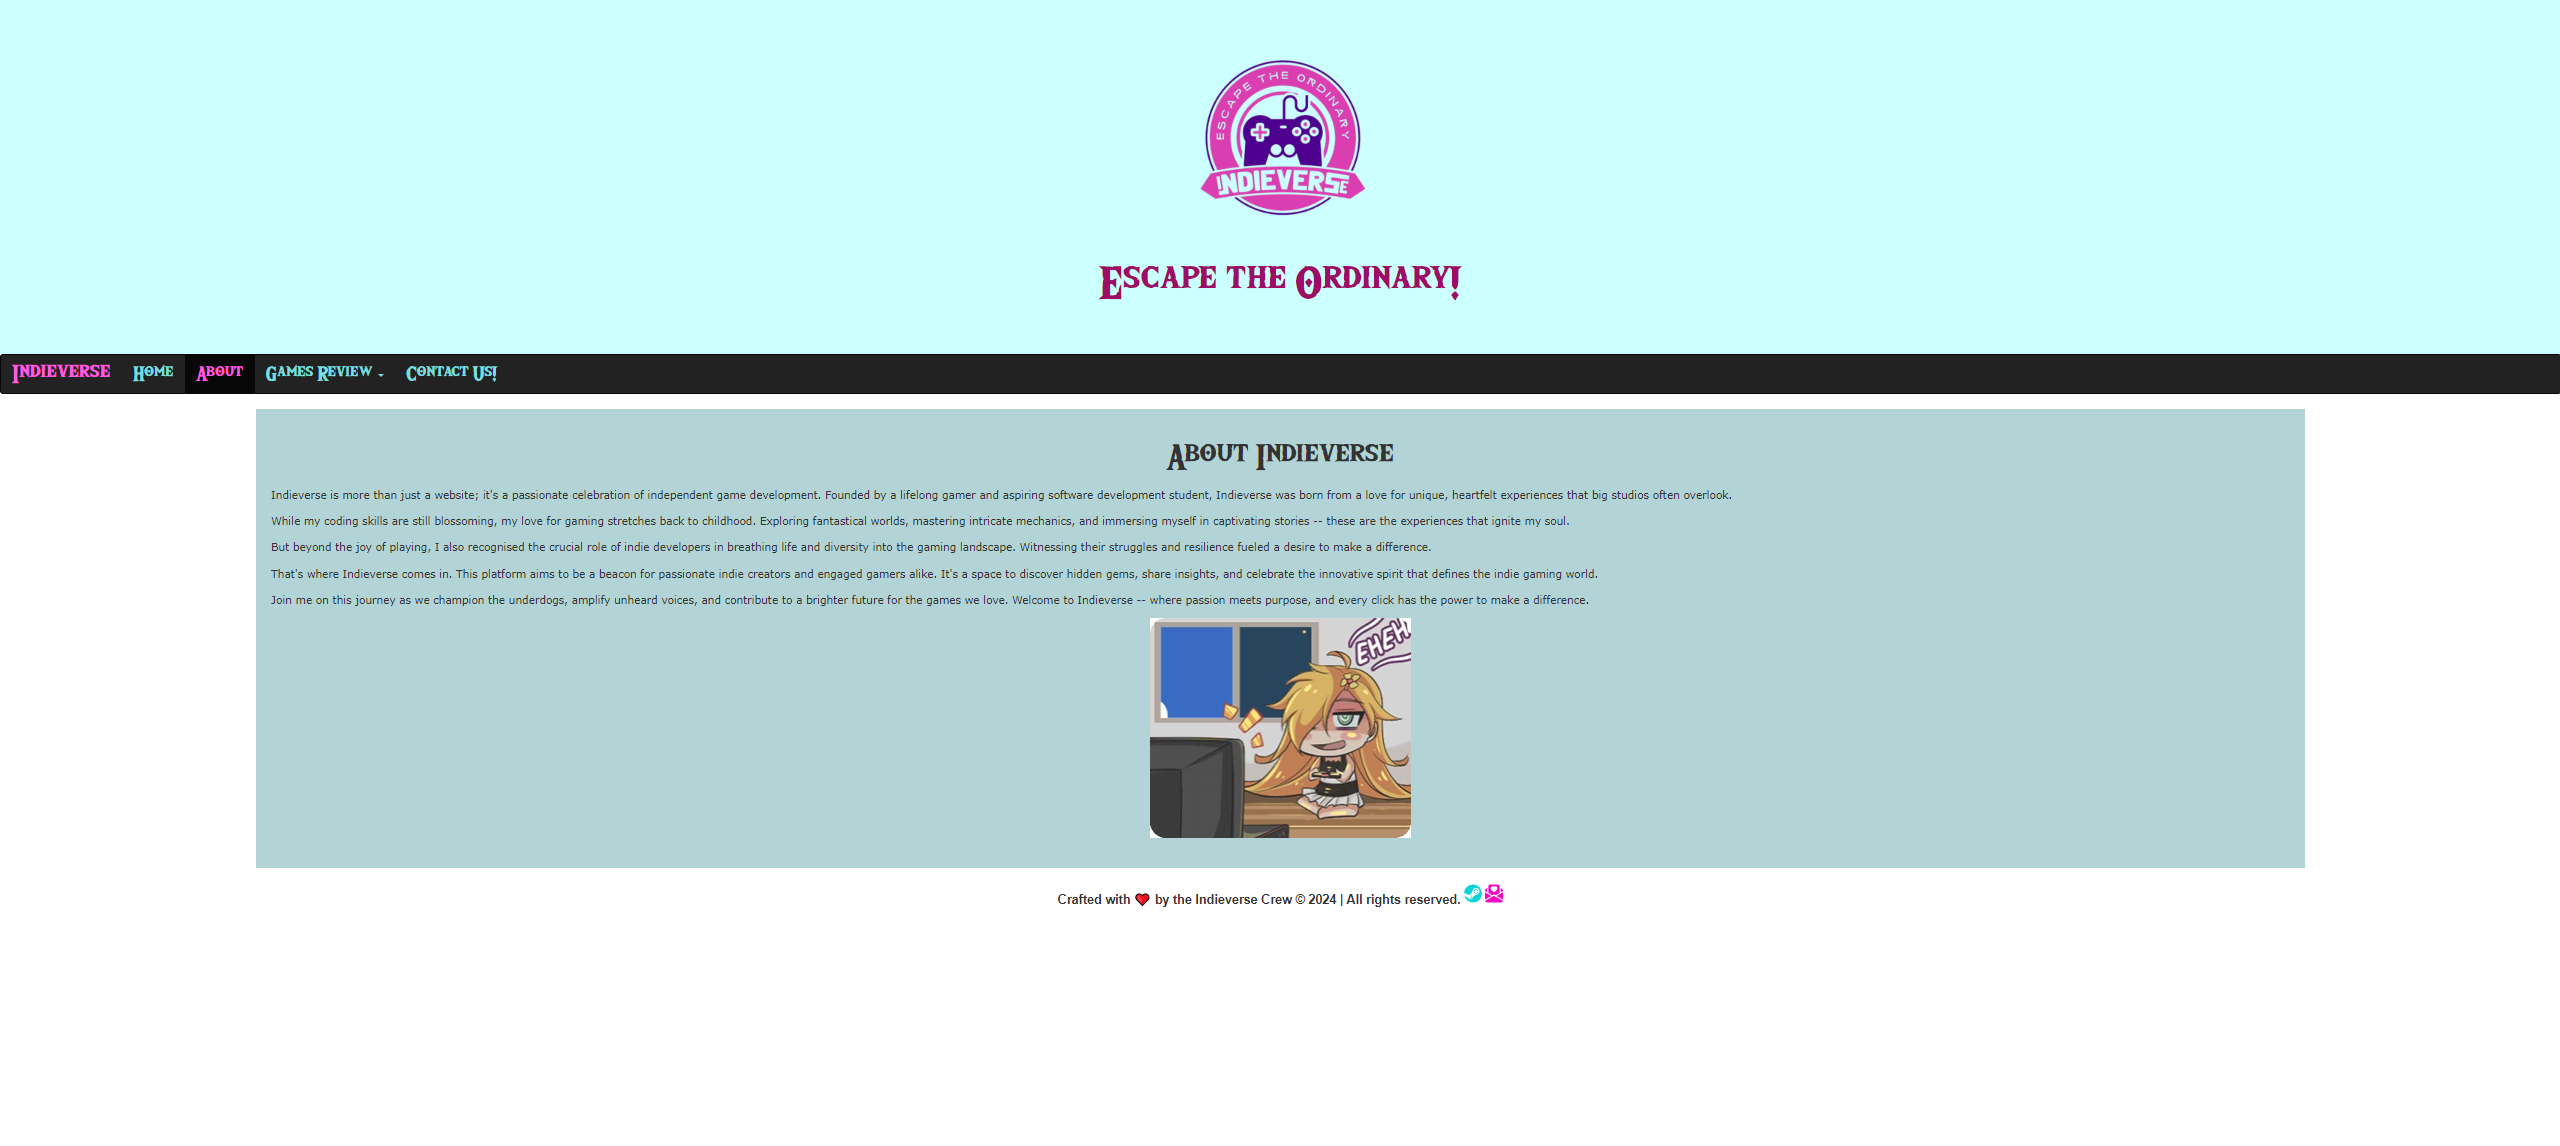 ESCAPE THE ORDINARY
INDIEVERSE
Escape the Ordinary!
Indieverse Home About Games Review Contact Us!
About Indieverse
Indieverse is more than just a website; it's a passionate celebration of independent game development. Founded by a lifelong gamer and aspiring software development student, Indieverse was born from a love for unique, heartfelt experiences that big studios often overlook.
While my coding skills are still blossoming, my love for gaming stretches back to childhood. Exploring fantastical worlds, mastering intricate mechanics, and immersing myself in captivating stories -- these are the experiences that ignite my soul.
But beyond the joy of playing, I also recognised the crucial role of indie developers in breathing life and diversity into the gaming landscape. Witnessing their struggles and resilience fueled a desire to make a difference.
That's where Indieverse comes in. This platform aims to be a beacon for passionate indie creators and engaged gamers alike. It's a space to discover hidden gems, share insights, and celebrate the innovative spirit that defines the indie gaming world.
Join me on this journey as we champion the underdogs, amplify unheard voices, and contribute to a brighter future for the games we love. Welcome to Indieverse -- where passion meets purpose, and every click has the power to make a difference.
EHEH
Crafted with ❤ by the Indieverse Crew © 2024 | All rights reserved.